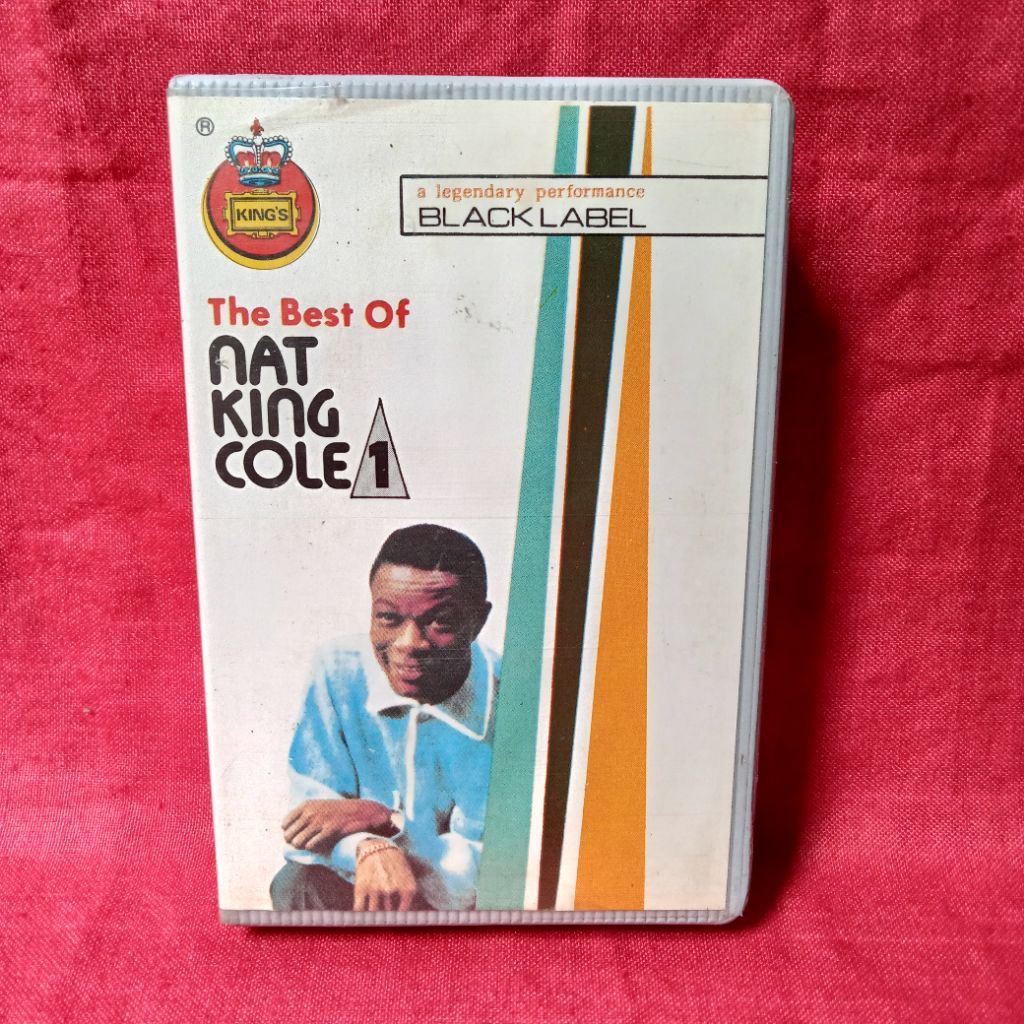 ®
KING'S
a legendary performance
BLACK LABEL
The Best Of
NAT
KING
COLE 1